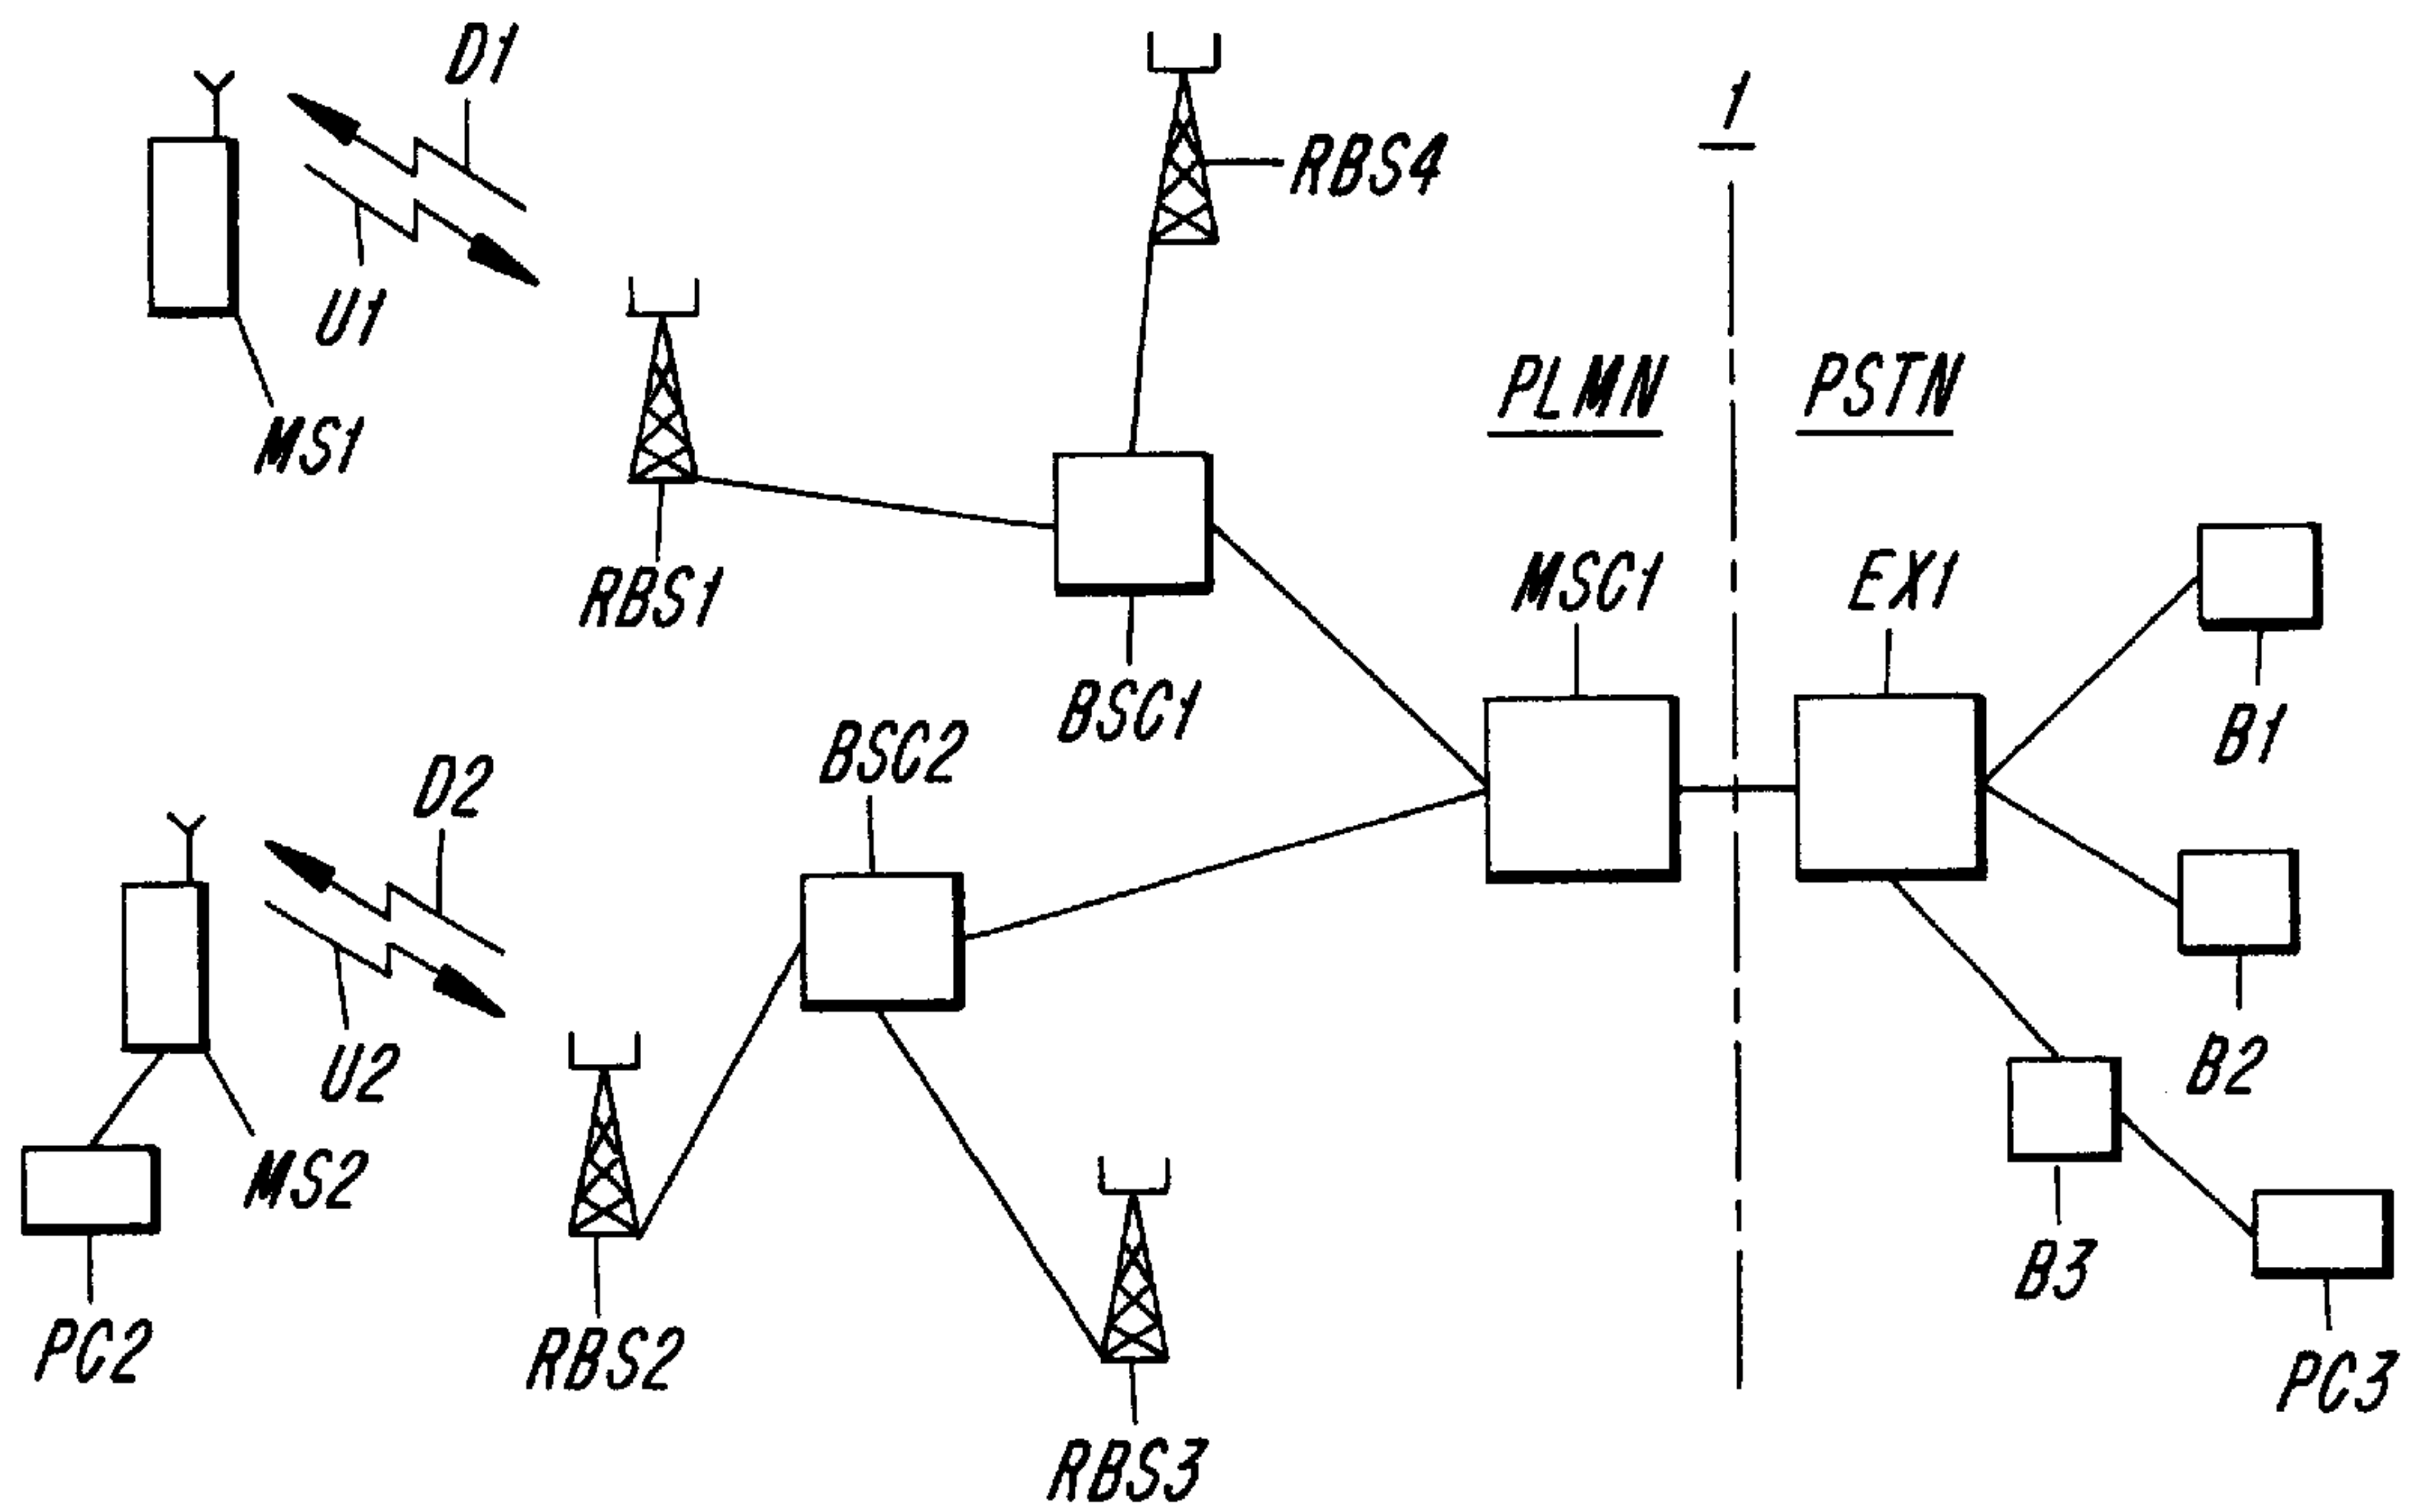 D1
1
RBS4
U1
PLMN
PSTN
MS1
MSC1
EX1
RBS1
BSC1
B1
BSC2
D2
U2
B2
MS2
B3
PC2
RBS2
PC3
RBS3